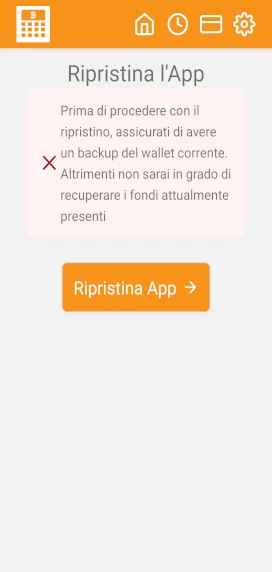 Ripristina l'App
Prima di procedere con il
ripristino, assicurati di avere
un backup del wallet corrente.
Altrimenti non sarai in grado di
recuperare i fondi attualmente
presenti
Ripristina App →